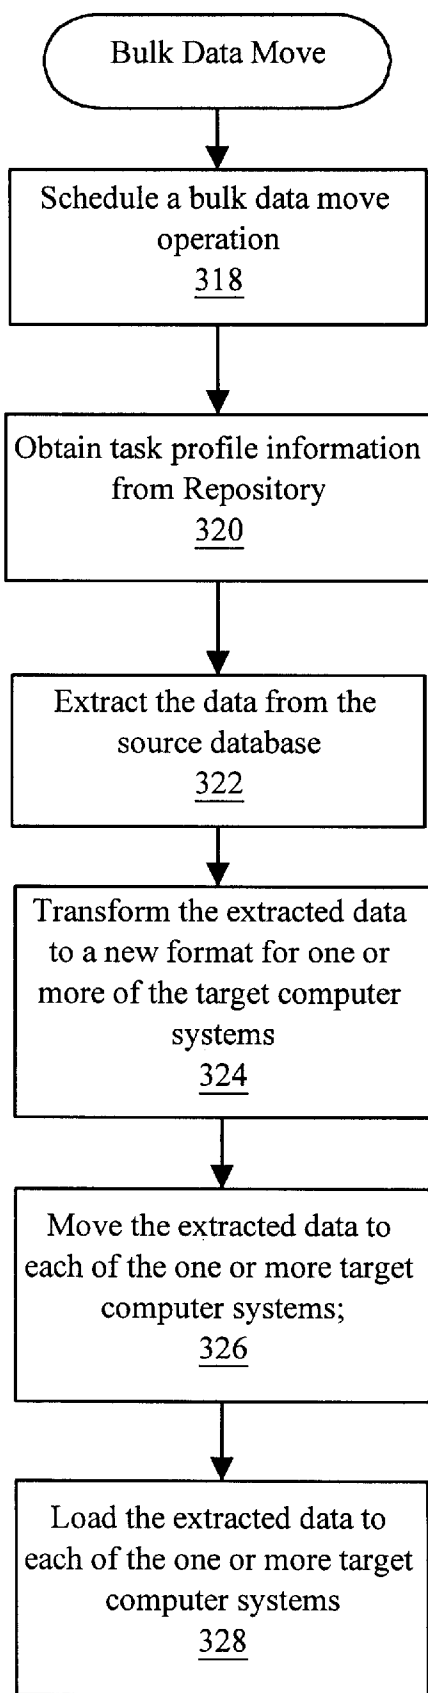 Bulk Data Move
Schedule a bulk data move
operation
318
Obtain task profile information
from Repository
320
Extract the data from the
source database
322
Transform the extracted data
to a new format for one or
more of the target computer
systems
324
Move the extracted data to
each of the one or more target
computer systems;
326
Load the extracted data to
each of the one or more target
computer systems
328